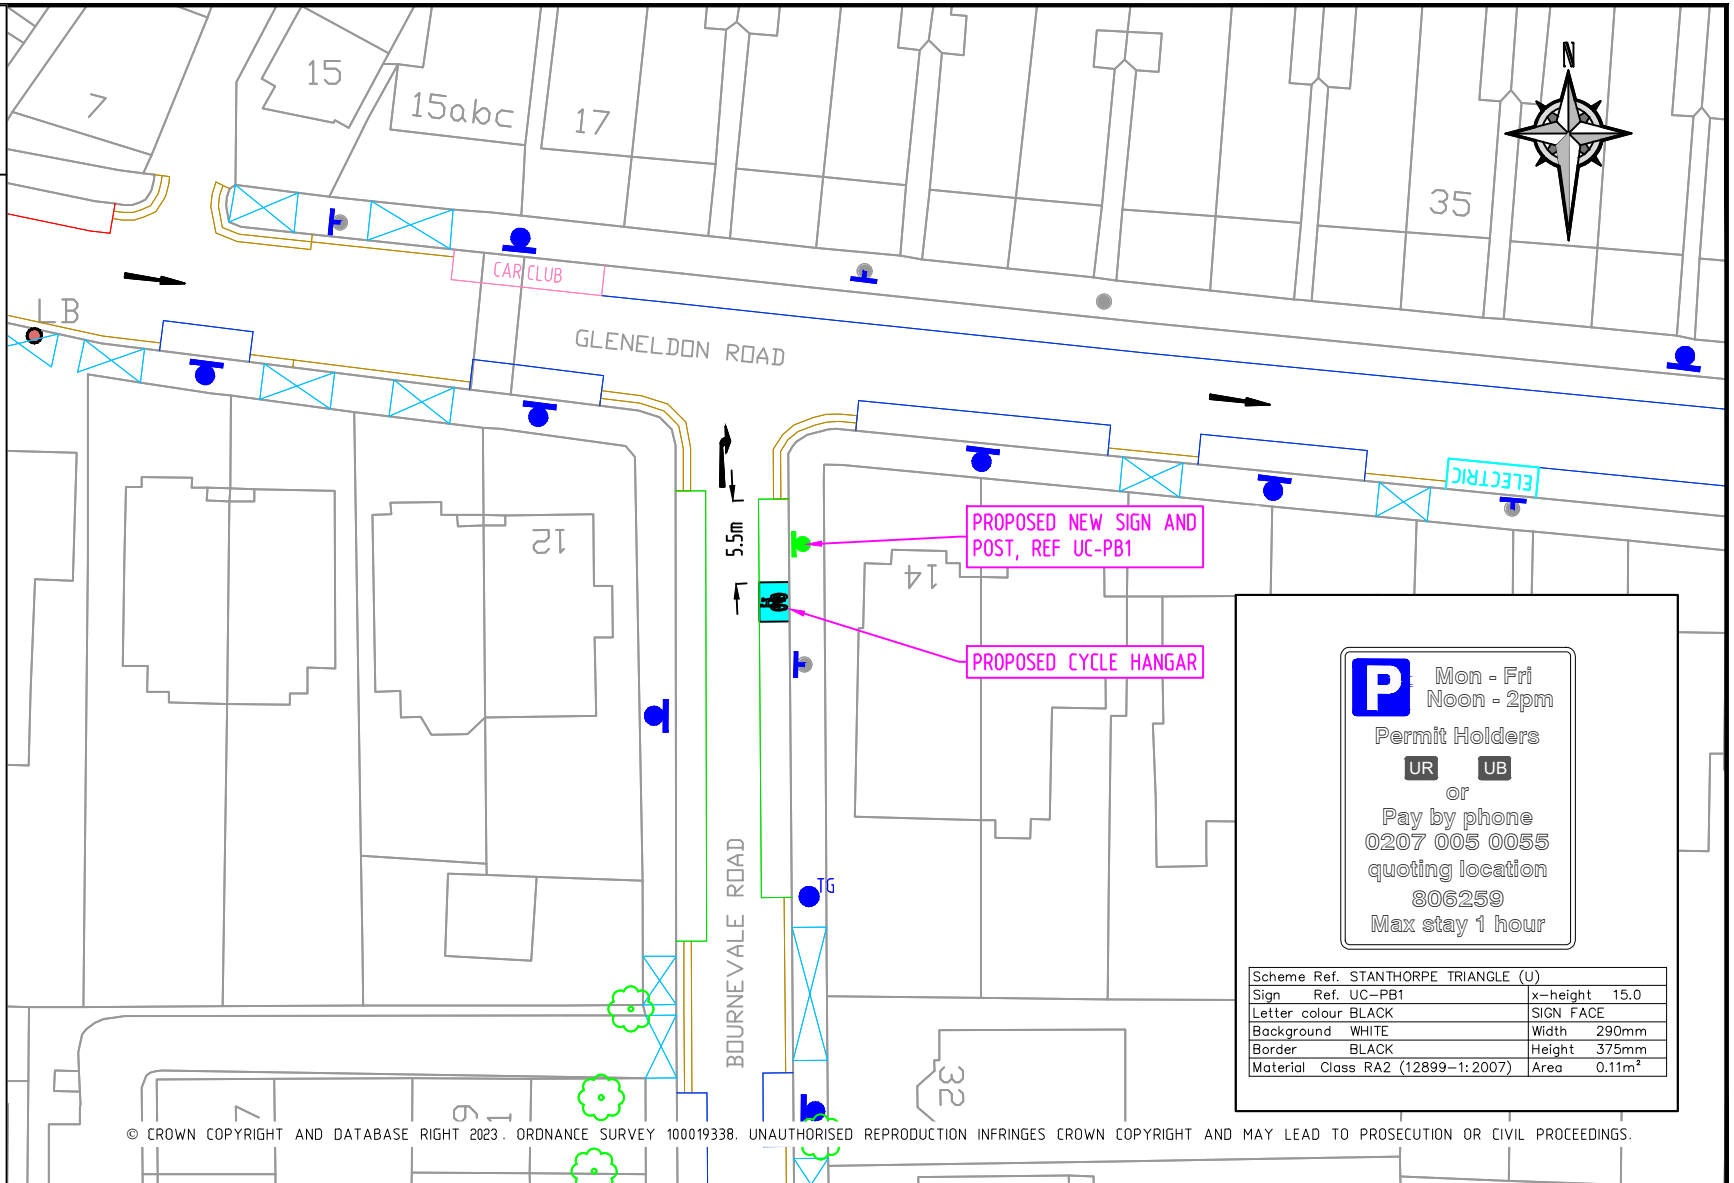 N
7
15
15abc
17
35
CAR CLUB
LB
GLENELDON ROAD
ELECTRIC
5.5m
PROPOSED NEW SIGN AND
POST, REF UC-PB1
12
14
PROPOSED CYCLE HANGAR
P
Mon - Fri
Noon - 2pm
Permit Holders
UR UB
or
Pay by phone
0207 005 0055
quoting location
806259
Max stay 1 hour
TG
BOURNEVALE ROAD
Scheme Ref. STANTHORPE TRIANGLE (U)
Sign Ref. UC-PB1 x-height 15.0
Letter colour BLACK SIGN FACE
Background WHITE Width 290mm
Border BLACK Height 375mm
Material Class RA2 (12899-1:2007) Area 0.11m²
32
7
1
© CROWN COPYRIGHT AND DATABASE RIGHT 2023. ORDNANCE SURVEY 100019338. UNAUTHORISED REPRODUCTION INFRINGES CROWN COPYRIGHT AND MAY LEAD TO PROSECUTION OR CIVIL PROCEEDINGS.